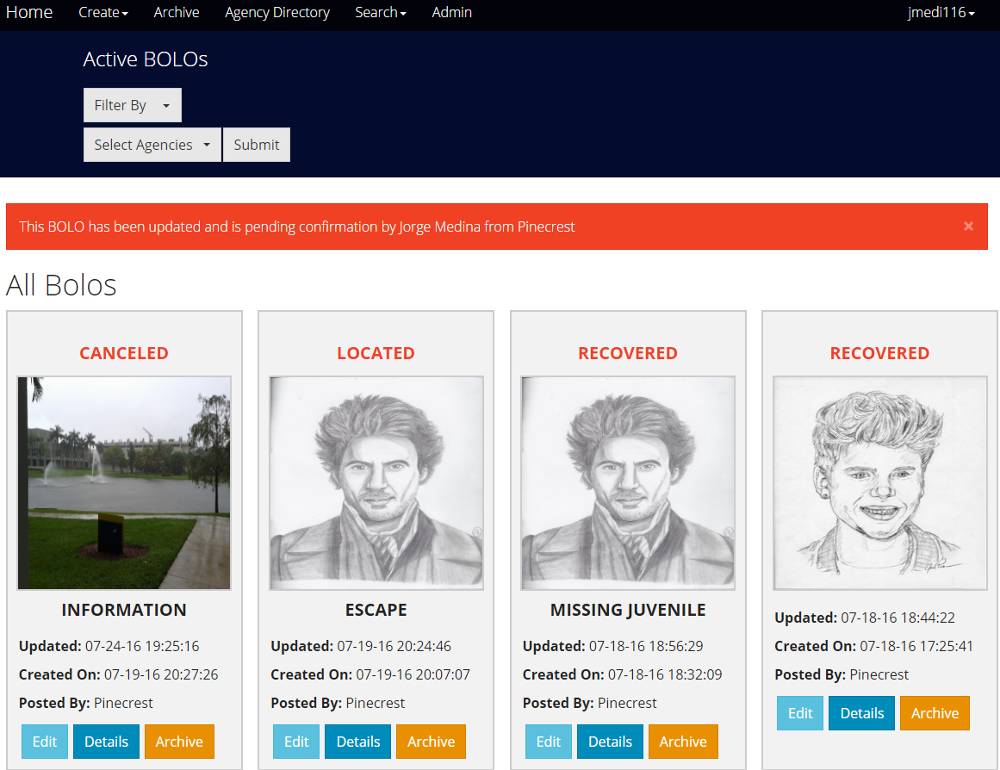 Home Create Archive Agency Directory Search Admin jmedi116
Active BOLOs
Filter By
Select Agencies Submit
This BOLO has been updated and is pending confirmation by Jorge Medina from Pinecrest ×
All Bolos
CANCELED
INFORMATION
Updated: 07-24-16 19:25:16
Created On: 07-19-16 20:27:26
Posted By: Pinecrest
Edit Details Archive
LOCATED
ESCAPE
Updated: 07-19-16 20:24:46
Created On: 07-19-16 20:07:07
Posted By: Pinecrest
Edit Details Archive
RECOVERED
MISSING JUVENILE
Updated: 07-18-16 18:56:29
Created On: 07-18-16 18:32:09
Posted By: Pinecrest
Edit Details Archive
RECOVERED
Updated: 07-18-16 18:44:22
Created On: 07-18-16 17:25:41
Posted By: Pinecrest
Edit Details Archive